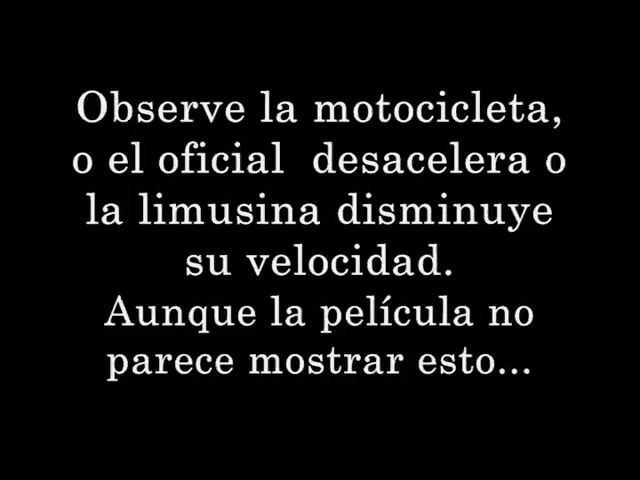 Observe la motocicleta,
o el oficial  desacelera o
la limusina disminuye
su velocidad.
Aunque la película no
parece mostrar esto...